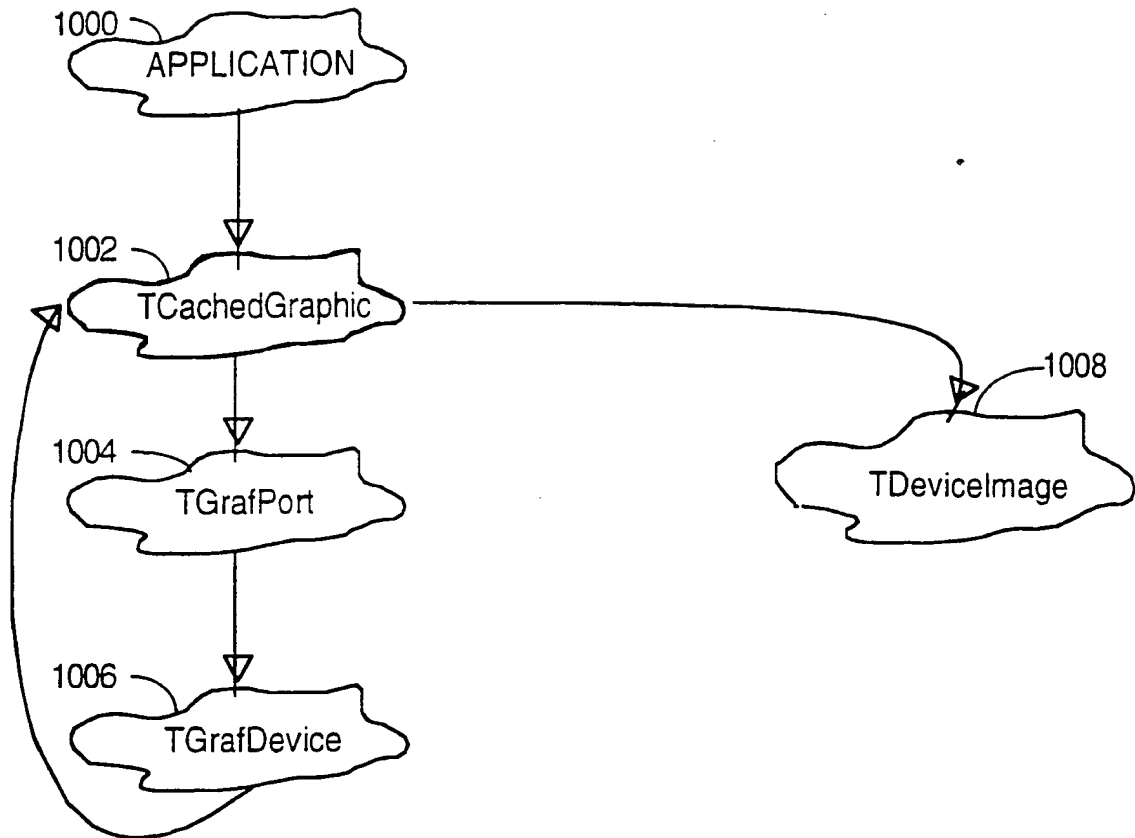 1000
APPLICATION
1002
TCachedGraphic
1008
1004
TGrafPort
TDeviceImage
1006
TGrafDevice